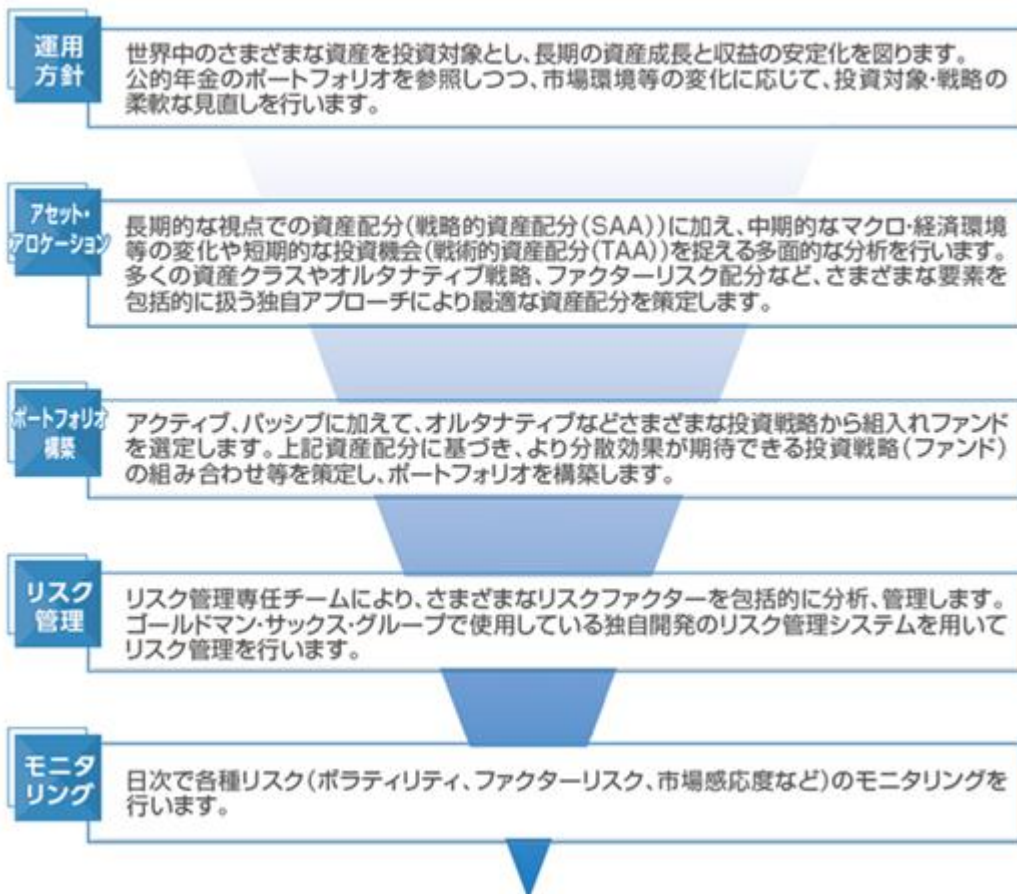 運用
方針
世界中のさまざまな資産を投資対象とし、長期の資産成長と収益の安定化を図ります。
公的年金のポートフォリオを参照しつつ、市場環境等の変化に応じて、投資対象・戦略の
柔軟な見直しを行います。
アセット・
アロケーション
長期的な視点での資産配分(戦略的資産配分(SAA))に加え、中期的なマクロ・経済環境
等の変化や短期的な投資機会(戦術的資産配分(TAA))を捉える多面的な分析を行います。
多くの資産クラスやオルタナティブ戦略、ファクターリスク配分など、さまざまな要素を
包括的に扱う独自アプローチにより最適な資産配分を策定します。
ポートフォリオ
構築
アクティブ、パッシブに加えて、オルタナティブなどさまざまな投資戦略から組入れファンド
を選定します。上記資産配分に基づき、より分散効果が期待できる投資戦略(ファンド)
の組み合わせ等を策定し、ポートフォリオを構築します。
リスク
管理
リスク管理専任チームにより、さまざまなリスクファクターを包括的に分析、管理します。
ゴールドマン・サックス・グループで使用している独自開発のリスク管理システムを用いて
リスク管理を行います。
モニタ
リング
日次で各種リスク(ボラティリティ、ファクターリスク、市場感応度など)のモニタリングを
行います。